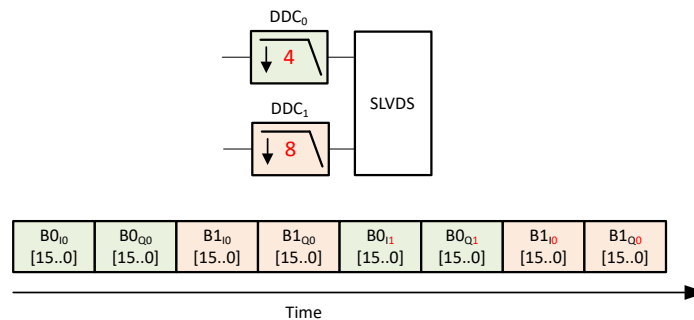 DDC0
4
SLVDS
DDC1
8
B0I0 B0Q0 B1I0 B1Q0 B0I1 B0Q1 B1I0 B1Q0
[15..0] [15..0] [15..0] [15..0] [15..0] [15..0] [15..0] [15..0]
Time